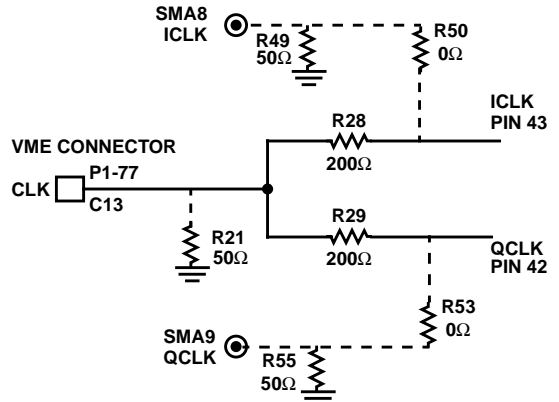 SMA8
ICLK
R49
50Ω
R50
0Ω
R28
200Ω
ICLK
PIN 43
VME CONNECTOR
P1-77
CLK
C13
R21
50Ω
R29
200Ω
QCLK
PIN 42
R53
0Ω
SMA9
QCLK
R55
50Ω